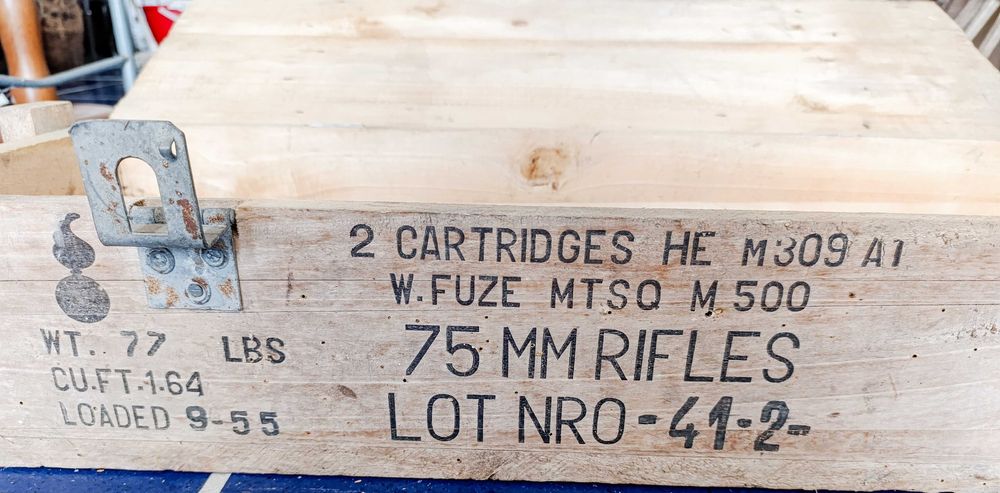 2 CARTRIDGES HE M309 A1
W. FUZE MTSQ M 500
75 MM RIFLES
LOT NRO-41-2-
WT. 77 LBS
CU.FT.1.64
LOADED 9-55